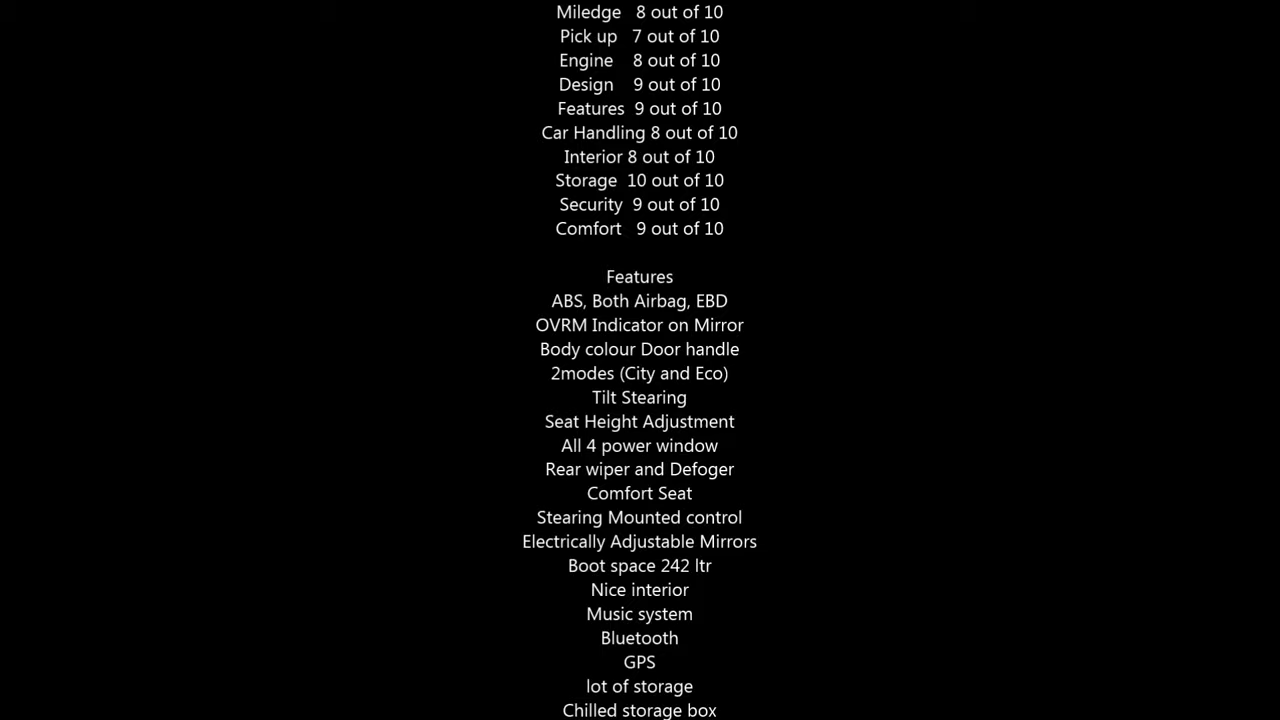 Miledge 8 out of 10
Pick up 7 out of 10
Engine 8 out of 10
Design 9 out of 10
Features 9 out of 10
Car Handling 8 out of 10
Interior 8 out of 10
Storage 10 out of 10
Security 9 out of 10
Comfort 9 out of 10
Features
ABS, Both Airbag, EBD
OVRM Indicator on Mirror
Body colour Door handle
2modes (City and Eco)
Tilt Stearing
Seat Height Adjustment
All 4 power window
Rear wiper and Defoger
Comfort Seat
Stearing Mounted control
Electrically Adjustable Mirrors
Boot space 242 ltr
Nice interior
Music system
Bluetooth
GPS
lot of storage
Chilled storage box